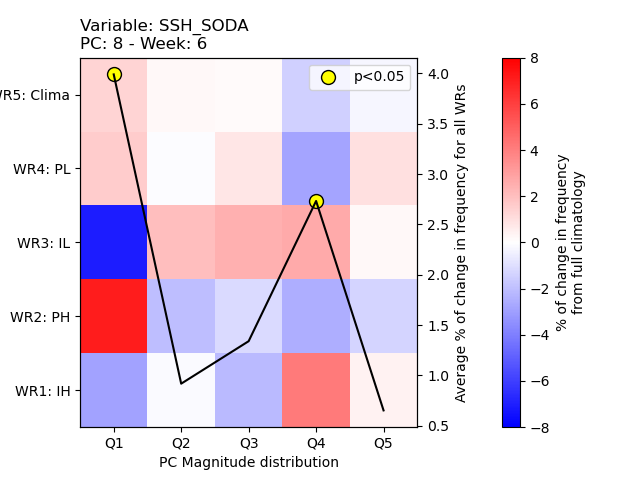 Variable: SSH_SODA
PC: 8 - Week: 6
p<0.05
WR5: Clima
WR4: PL
WR3: IL
WR2: PH
WR1: IH
Q1 Q2 Q3 Q4 Q5
PC Magnitude distribution
4.0
3.5
3.0
2.5
2.0
1.5
1.0
0.5
Average % of change in frequency for all WRs
8
6
4
2
0
−2
−4
−6
−8
% of change in frequency
from full climatology